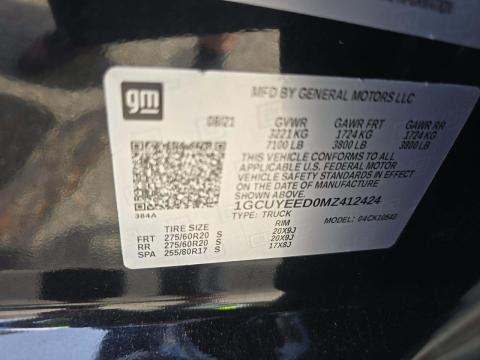 gm
MFD BY GENERAL MOTORS LLC
08/21 GVWR GAWR FRT GAWR RR
3221 KG 1724 KG 1724 KG
7100 LB 3800 LB 3800 LB
THIS VEHICLE CONFORMS TO ALL
APPLICABLE U.S. FEDERAL MOTOR
VEHICLE SAFETY STANDARDS IN EFFECT
ON THE DATE OF MANUFACTURE
SHOWN ABOVE.
1GCUYEED0MZ412424
384A
TYPE: TRUCK MODEL:
TIRE SIZE RIM
FRT 275/60R20 S 20X9J
RR 275/60R20 S 20X9J
SPA 255/80R17 S 17X8J